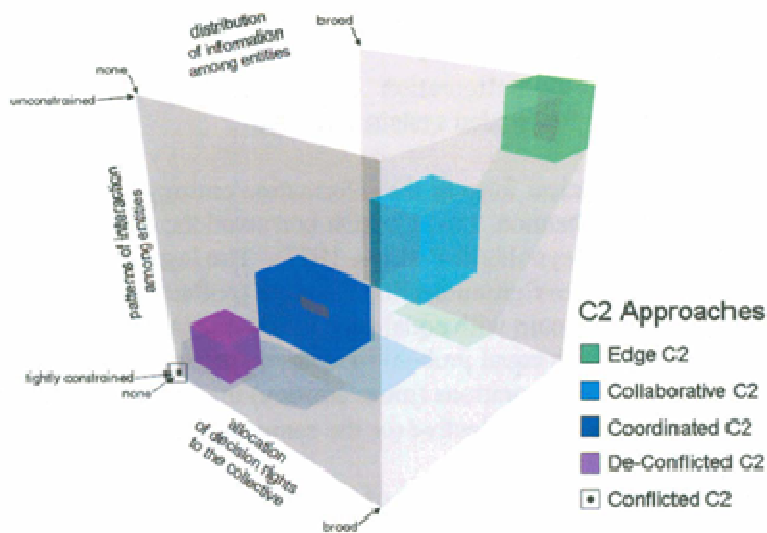 distribution
of information
among entities
broad
none
unconstrained
patterns of interaction
among entities
tightly constrained
none
allocation
of decision rights
to the collective
broad
C2 Approaches
Edge C2
Collaborative C2
Coordinated C2
De-Conflicted C2
Conflicted C2